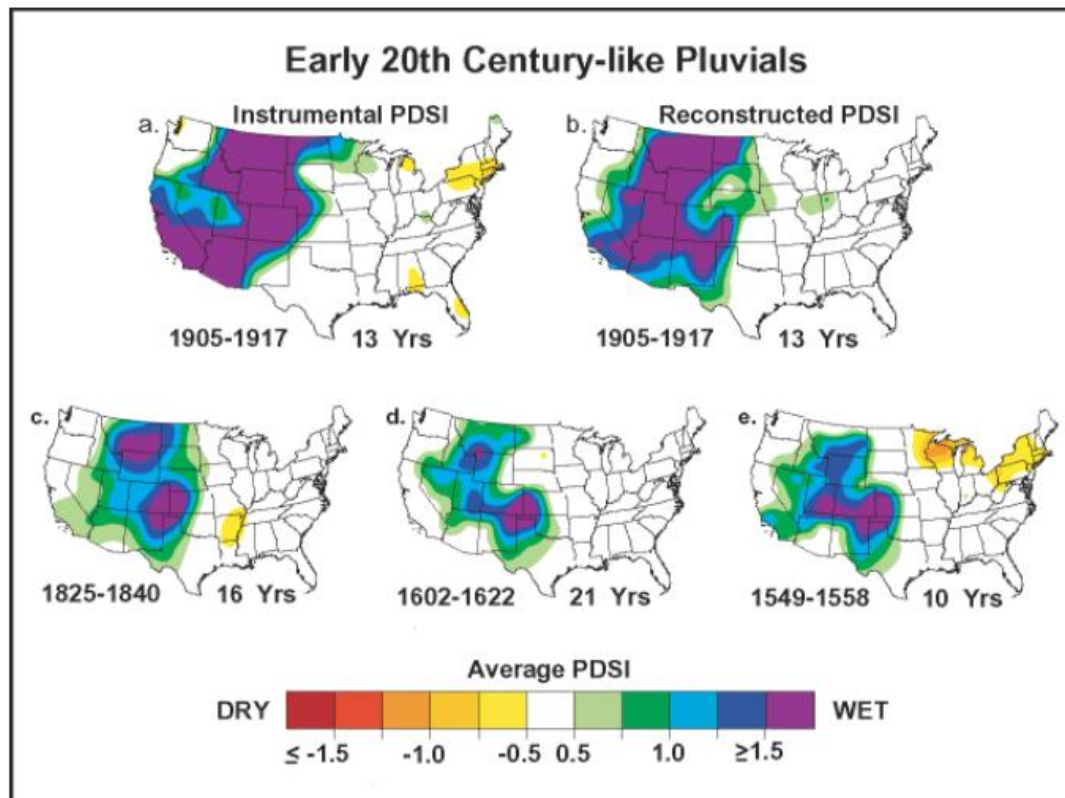 Early 20th Century-like Pluvials
a. Instrumental PDSI
b. Reconstructed PDSI
1905-1917 13 Yrs
1905-1917 13 Yrs
c.
d.
e.
1825-1840 16 Yrs
1602-1622 21 Yrs
1549-1558 10 Yrs
Average PDSI
DRY WET
≤ -1.5 -1.0 -0.5 0.5 1.0 ≥1.5